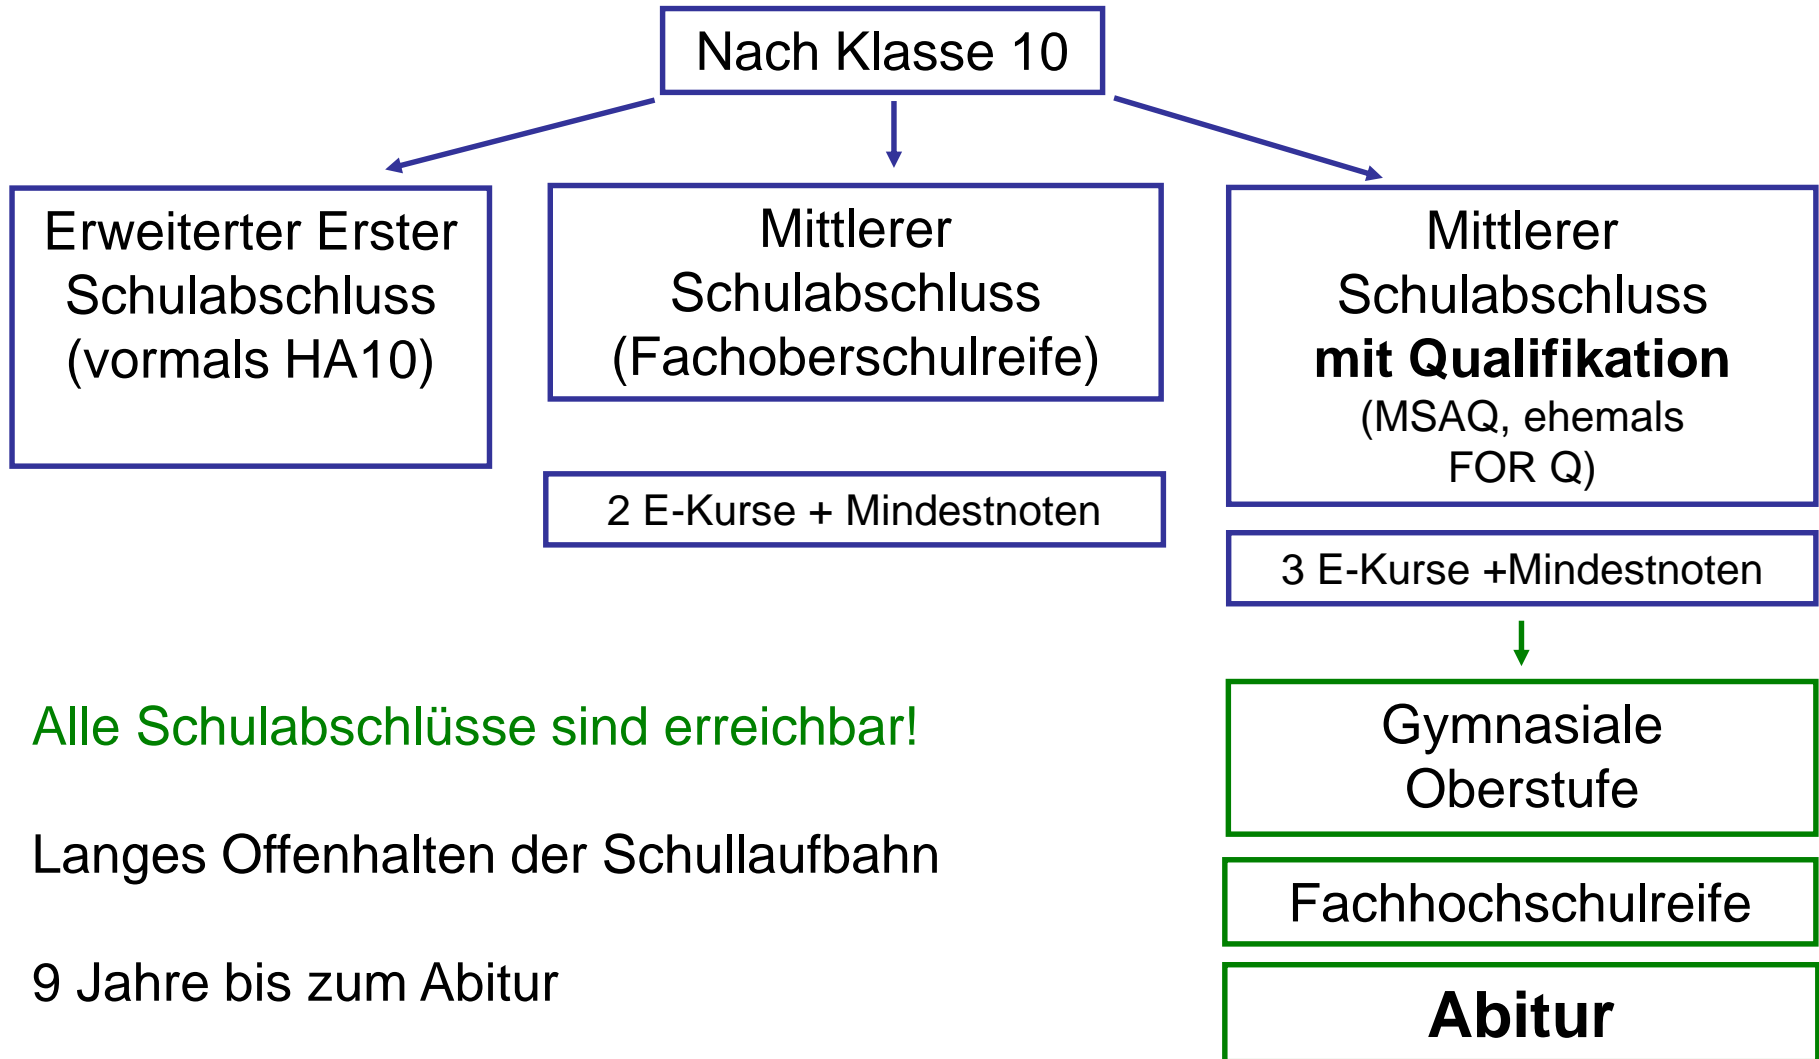 Nach Klasse 10
Erweiterter Erster
Schulabschluss
(vormals HA10)
Mittlerer
Schulabschluss
(Fachoberschulreife)
2 E-Kurse + Mindestnoten
Mittlerer
Schulabschluss
mit Qualifikation
(MSAQ, ehemals
FOR Q)
3 E-Kurse +Mindestnoten
Gymnasiale
Oberstufe
Fachhochschulreife
Abitur
Alle Schulabschlüsse sind erreichbar!
Langes Offenhalten der Schullaufbahn
9 Jahre bis zum Abitur